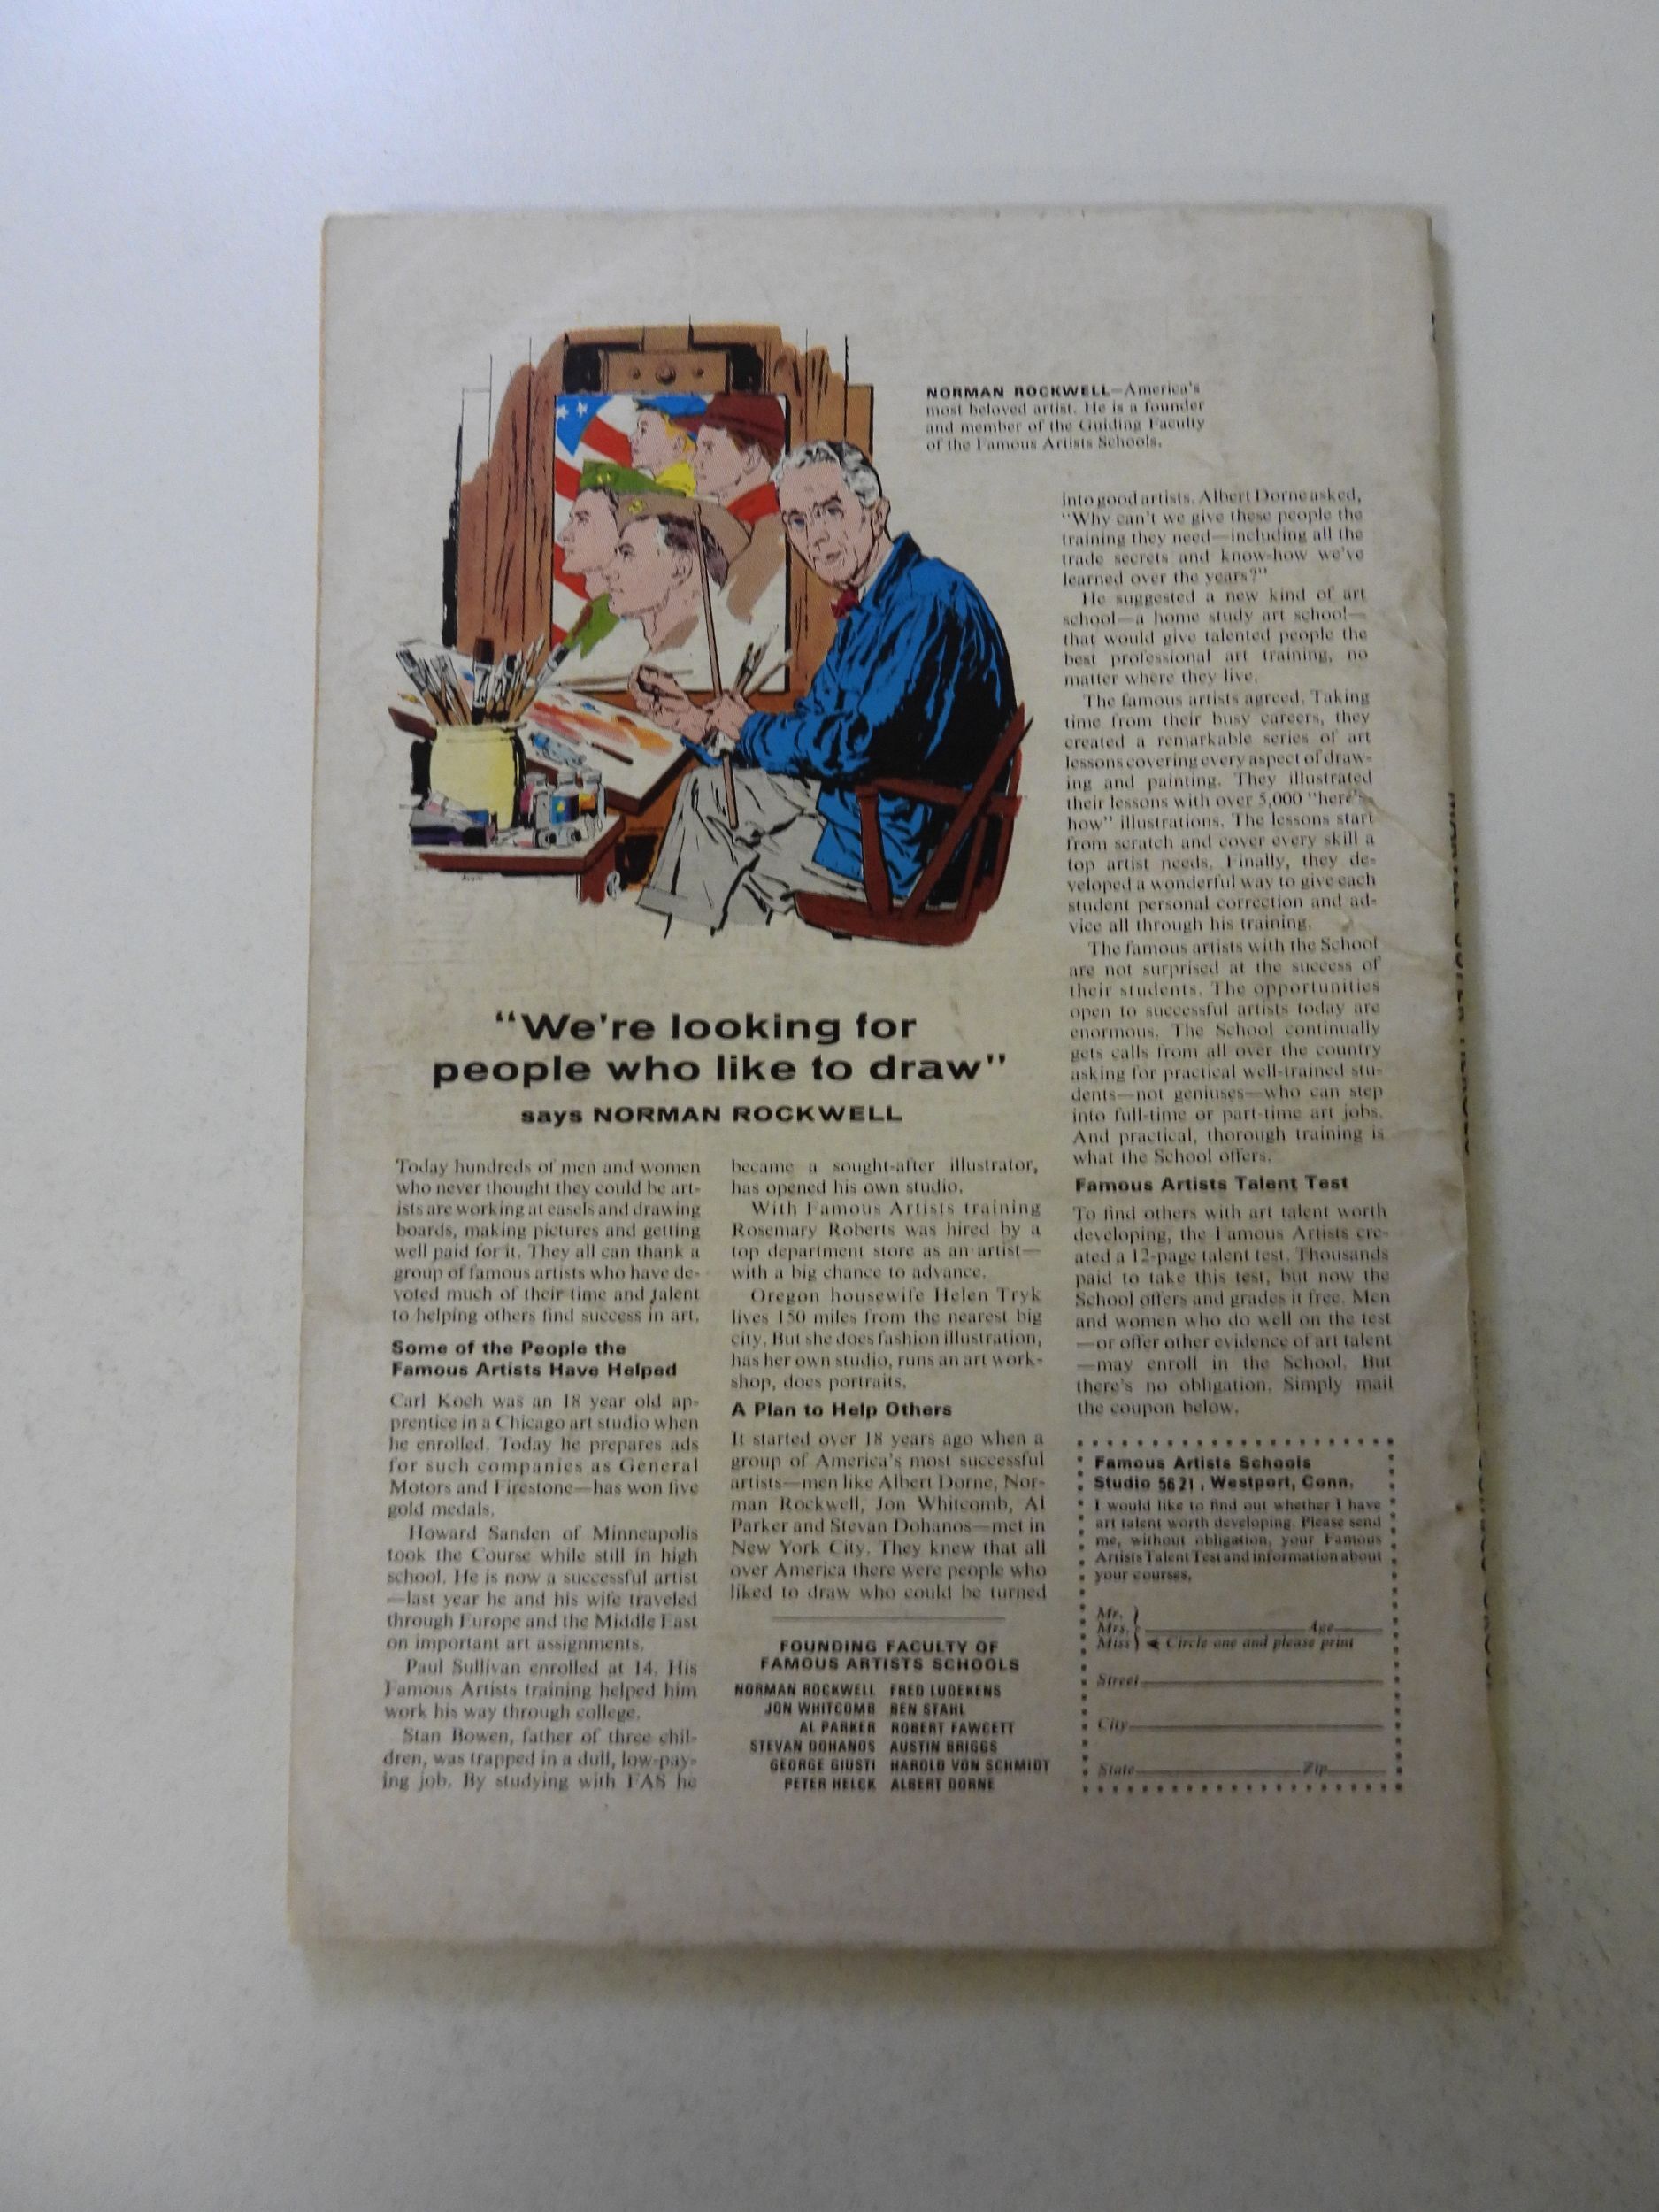 NORMAN ROCKWELL—America's
most beloved artist. He is a founder
and member of the Guiding Faculty
of the Famous Artists Schools.
"We're looking for
people who like to draw"
says NORMAN ROCKWELL
Today hundreds of men and women
who never thought they could be art-
ists are working at easels and drawing
boards, making pictures and getting
well paid for it. They all can thank a
group of famous artists who have de-
voted much of their time and talent
to helping others find success in art.
Some of the People the
Famous Artists Have Helped
Carl Koch was an 18 year old ap-
prentice in a Chicago art studio when
he enrolled. Today he prepares ads
for such companies as General
Motors and Firestone—has won five
gold medals.
Howard Sanden of Minneapolis
took the Course while still in high
school. He is now a successful artist
—last year he and his wife traveled
through Europe and the Middle East
on important art assignments.
Paul Sullivan enrolled at 14. His
Famous Artists training helped him
work his way through college.
Stan Bowen, father of three chil-
dren, was trapped in a dull, low-pay-
ing job. By studying with FAS he
became a sought-after illustrator,
has opened his own studio.
With Famous Artists training
Rosemary Roberts was hired by a
top department store as an artist—
with a big chance to advance.
Oregon housewife Helen Tryk
lives 150 miles from the nearest big
city. But she does fashion illustration,
has her own studio, runs an art work-
shop, does portraits.
A Plan to Help Others
It started over 18 years ago when a
group of America's most successful
artists—men like Albert Dorne, Nor-
man Rockwell, Jon Whitcomb, Al
Parker and Stevan Dohanos—met in
New York City. They knew that all
over America there were people who
liked to draw who could be turned
FOUNDING FACULTY OF
FAMOUS ARTISTS SCHOOLS
NORMAN ROCKWELL FRED LUDEKENS
JON WHITCOMB BEN STAHL
AL PARKER ROBERT FAWCETT
STEVAN DOHANOS AUSTIN BRIGGS
GEORGE GIUSTI HAROLD VON SCHMIDT
PETER HELCK ALBERT DORNE
into good artists. Albert Dorne asked,
"Why can't we give these people the
training they need—including all the
trade secrets and know-how we've
learned over the years?"
He suggested a new kind of art
school—a home study art school—
that would give talented people the
best professional art training, no
matter where they live.
The famous artists agreed. Taking
time from their busy careers, they
created a remarkable series of art
lessons covering every aspect of draw-
ing and painting. They illustrated
their lessons with over 5,000 "here's-
how" illustrations. The lessons start
from scratch and cover every skill a
top artist needs. Finally, they de-
veloped a wonderful way to give each
student personal correction and ad-
vice all through his training.
The famous artists with the School
are not surprised at the success of
their students. The opportunities
open to successful artists today are
enormous. The School continually
gets calls from all over the country
asking for practical well-trained stu-
dents—not geniuses—who can step
into full-time or part-time art jobs.
And practical, thorough training is
what the School offers.
Famous Artists Talent Test
To find others with art talent worth
developing, the Famous Artists cre-
ated a 12-page talent test. Thousands
paid to take this test, but now the
School offers and grades it free. Men
and women who do well on the test
—or offer other evidence of art talent
—may enroll in the School. But
there's no obligation. Simply mail
the coupon below.
Famous Artists Schools
Studio 5621, Westport, Conn.
I would like to find out whether I have
art talent worth developing. Please send
me, without obligation, your Famous
Artists Talent Test and information about
your courses.
Mr.
Mrs. Age
Miss Circle one and please print
Street
City
State Zip